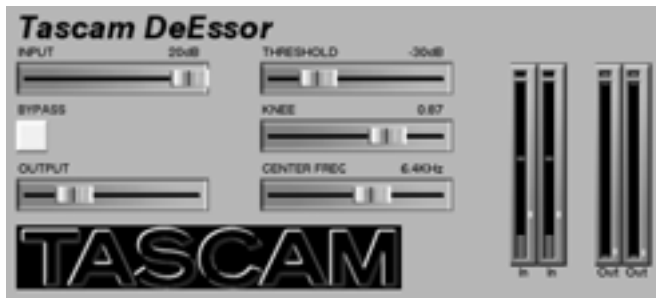 Tascam DeEssor
INPUT 20dB
THRESHOLD -30dB
BYPASS
KNEE 0.67
OUTPUT
CENTER FREC 6.4KHz
TASCAM
In In Out Out